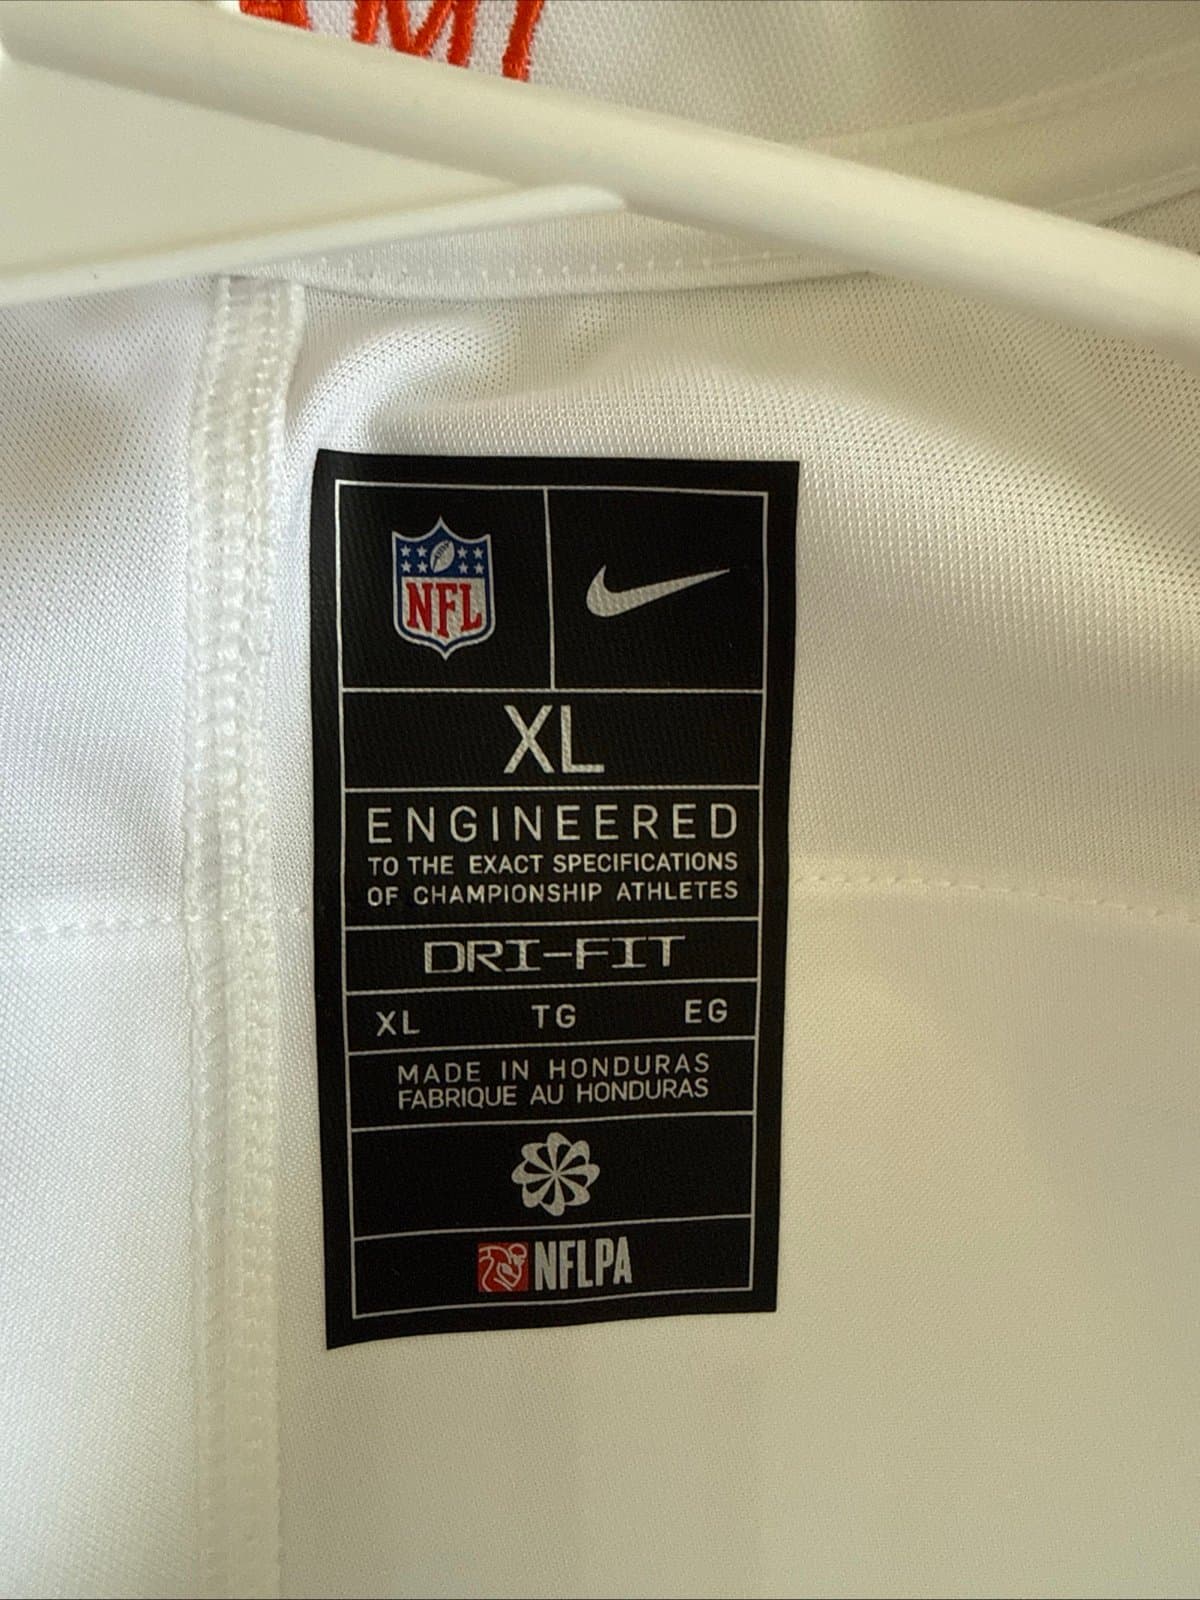 NFL
XL
ENGINEERED
TO THE EXACT SPECIFICATIONS
OF CHAMPIONSHIP ATHLETES
DRI-FIT
XL TG EG
MADE IN HONDURAS
FABRIQUE AU HONDURAS
NFLPA